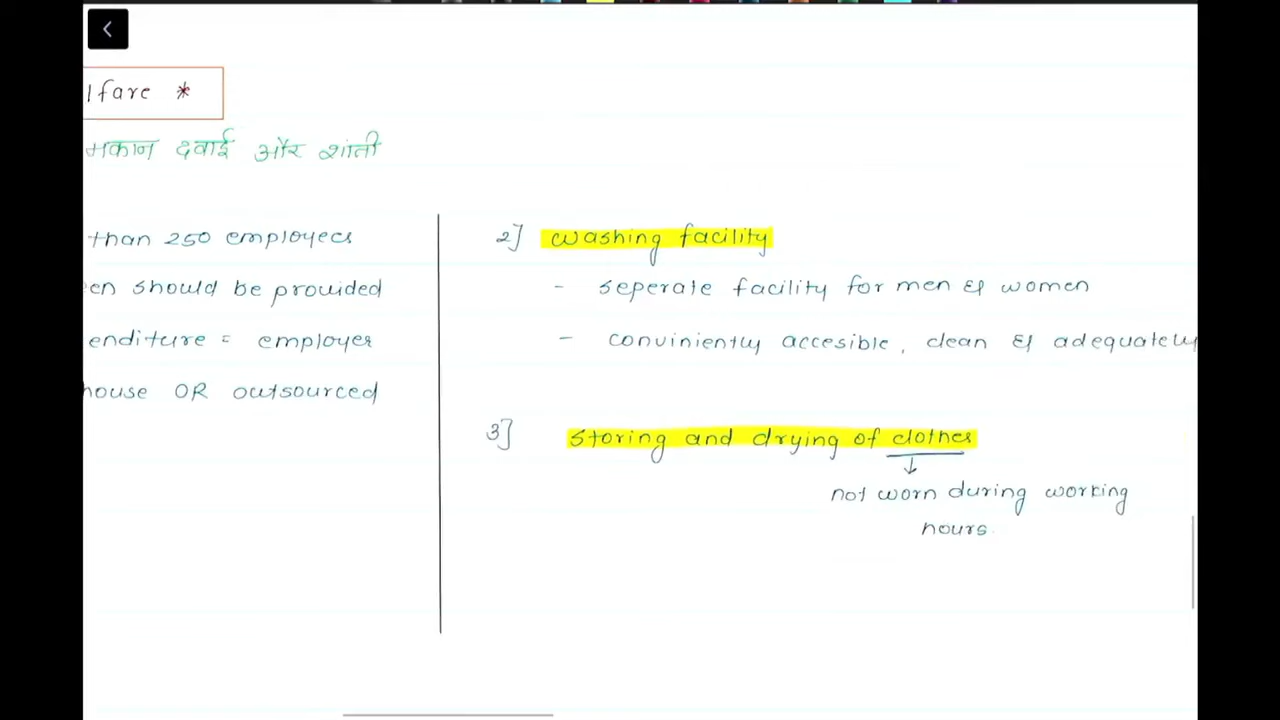 lfare *
मकान दवाई और शांती
than 250 employees
en should be provided
enditure = employer
house OR outsourced
2] washing facility
- seperate facility for men & women
- conviniently accesible, clean & adequately
3] storing and drying of clothes
↓
not worn during working
hours.